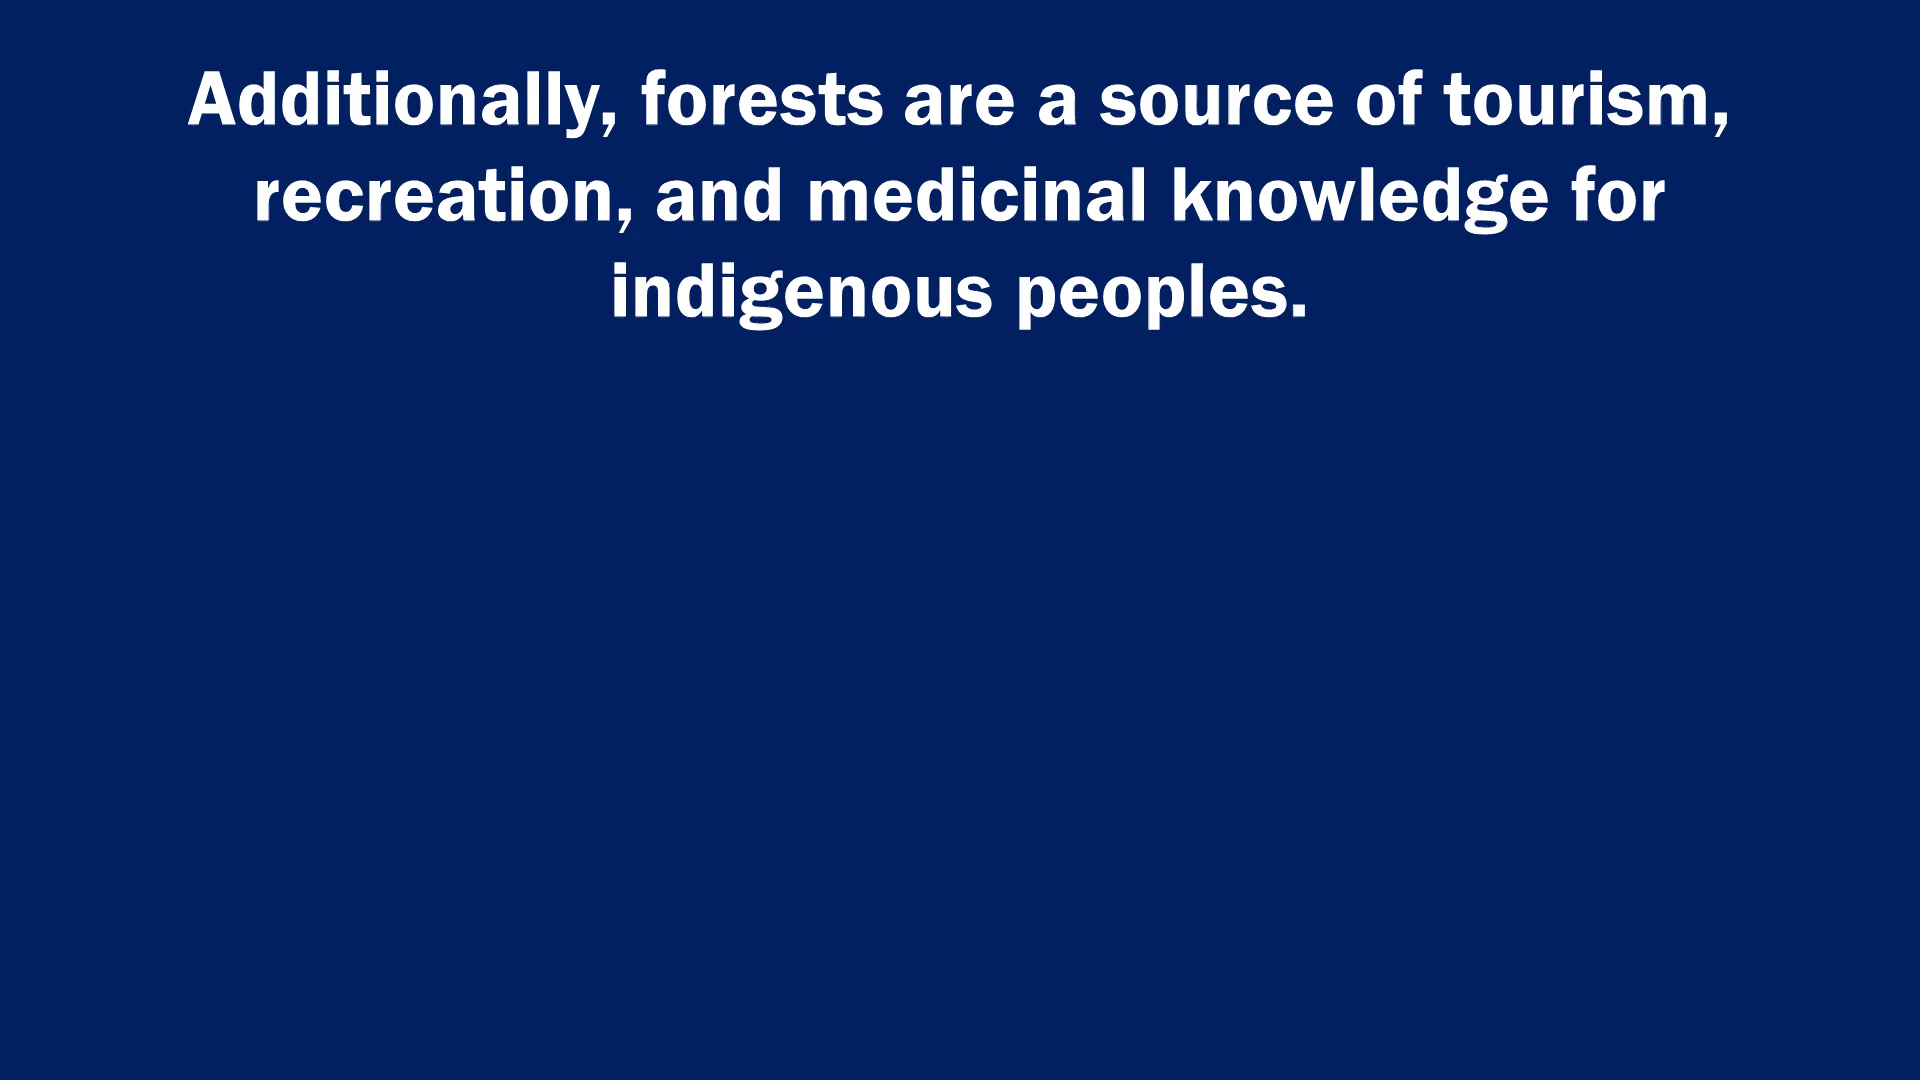 Additionally, forests are a source of tourism,
recreation, and medicinal knowledge for
indigenous peoples.